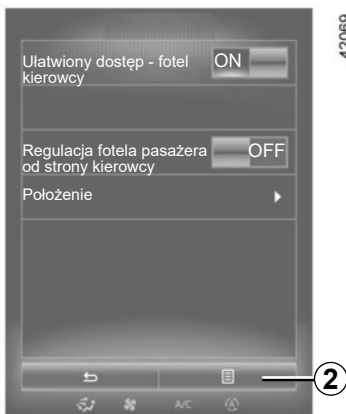 42069
Ułatwiony dostęp - fotel
kierowcy
ON
Regulacja fotela pasażera
od strony kierowcy
OFF
Położenie
2
A/C